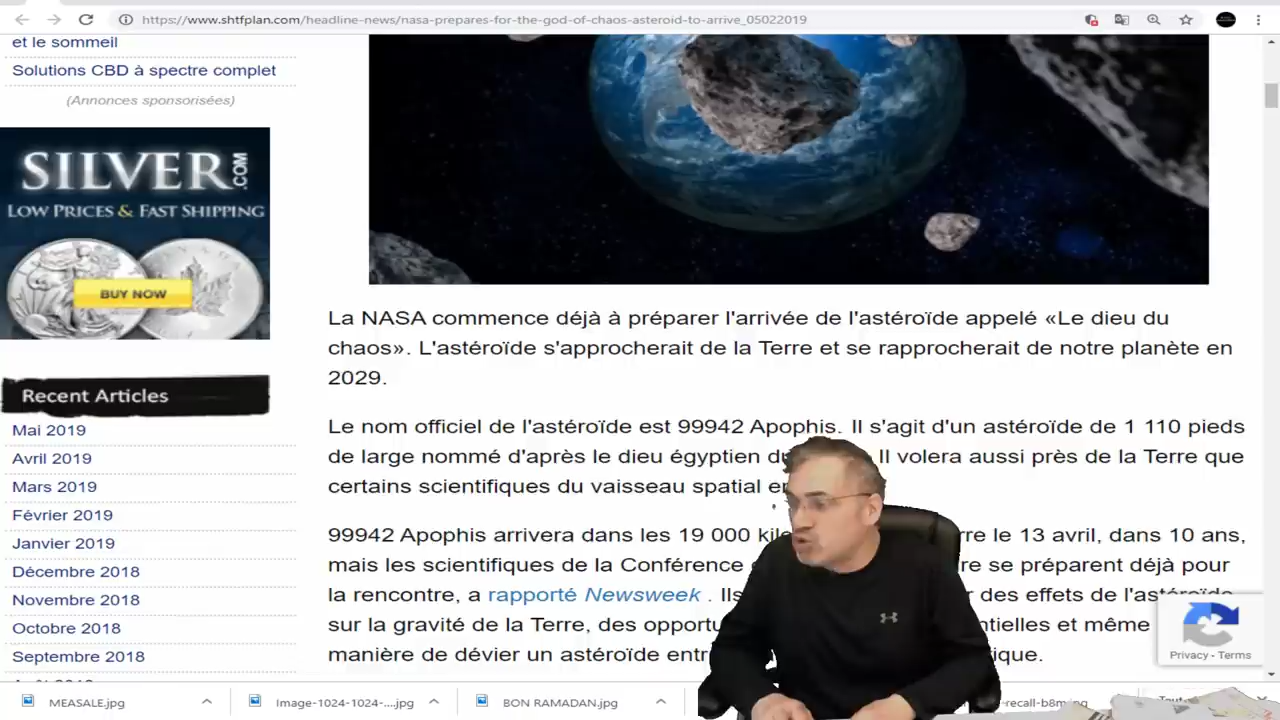 https://www.shtfplan.com/headline-news/nasa-prepares-for-the-god-of-chaos-asteroid-to-arrive_05022019
et le sommeil
Solutions CBD à spectre complet
(Annonces sponsorisées)
SILVER.COM
LOW PRICES & FAST SHIPPING
BUY NOW
Recent Articles
Mai 2019
Avril 2019
Mars 2019
Février 2019
Janvier 2019
Décembre 2018
Novembre 2018
Octobre 2018
Septembre 2018
La NASA commence déjà à préparer l'arrivée de l'astéroïde appelé «Le dieu du
chaos». L'astéroïde s'approcherait de la Terre et se rapprocherait de notre planète en
2029.
Le nom officiel de l'astéroïde est 99942 Apophis. Il s'agit d'un astéroïde de 1 110 pieds
de large nommé d'après le dieu égyptien Il volera aussi près de la Terre que
certains scientifiques du vaisseau spatial
99942 Apophis arrivera dans les 19 000 le 13 avril, dans 10 ans,
mais les scientifiques de la Conférence se préparent déjà pour
la rencontre, a rapporté Newsweek . des effets de l'astéroïde
sur la gravité de la Terre, des et même
manière de dévier un astéroïde
Privacy - Terms
MEASALE.jpg
Image-1024-1024-....jpg
BON RAMADAN.jpg